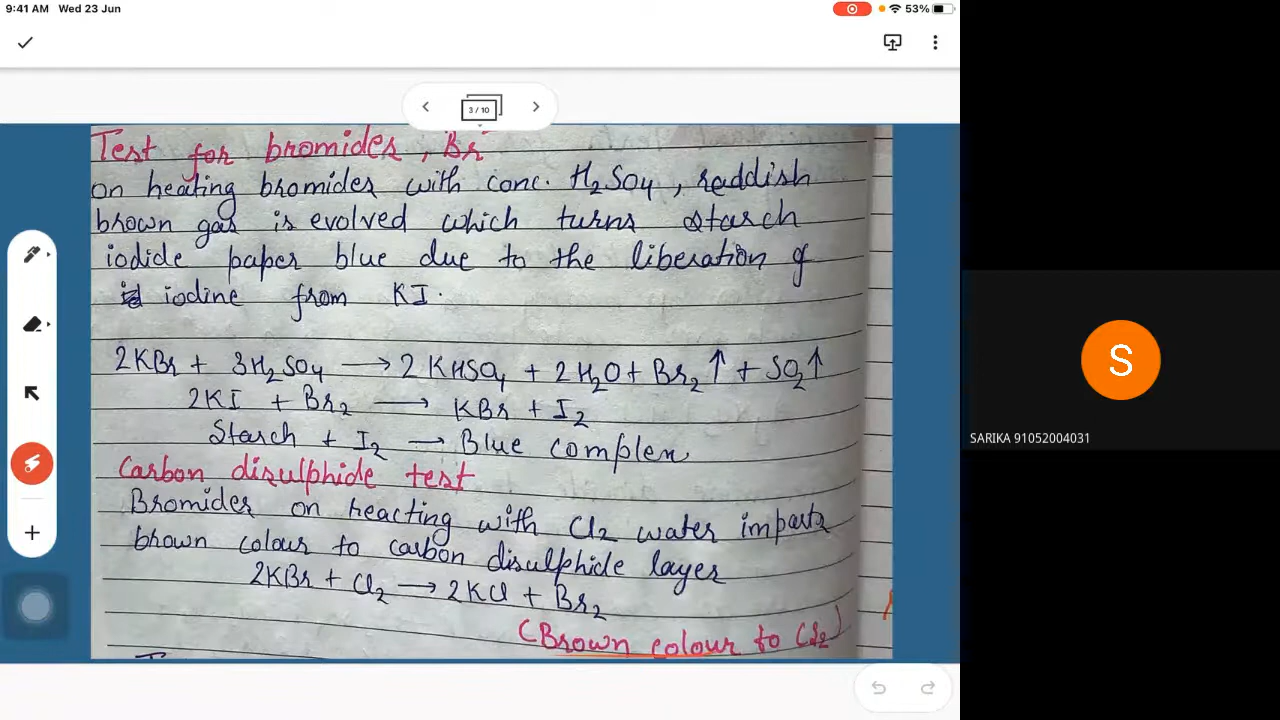 9:41 AM Wed 23 Jun
53%
3 / 10
Test for bromides, Br⁻
on heating bromides with conc. H₂SO₄, reddish
brown gas is evolved which turns starch
iodide paper blue due to the liberation of
iodine from KI.
2KBr + 3H₂SO₄ → 2KHSO₄ + 2H₂O + Br₂↑ + SO₂↑
2KI + Br₂ → KBr + I₂
Starch + I₂ → Blue complex
Carbon disulphide test
Bromides on reacting with Cl₂ water imparts
brown colour to carbon disulphide layer
2KBr + Cl₂ → 2KCl + Br₂
(Brown colour to CS₂)
S
SARIKA 91052004031